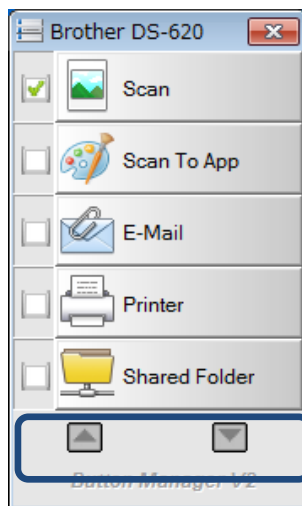 Brother DS-620
Scan
Scan To App
E-Mail
Printer
Shared Folder
Button Manager V2